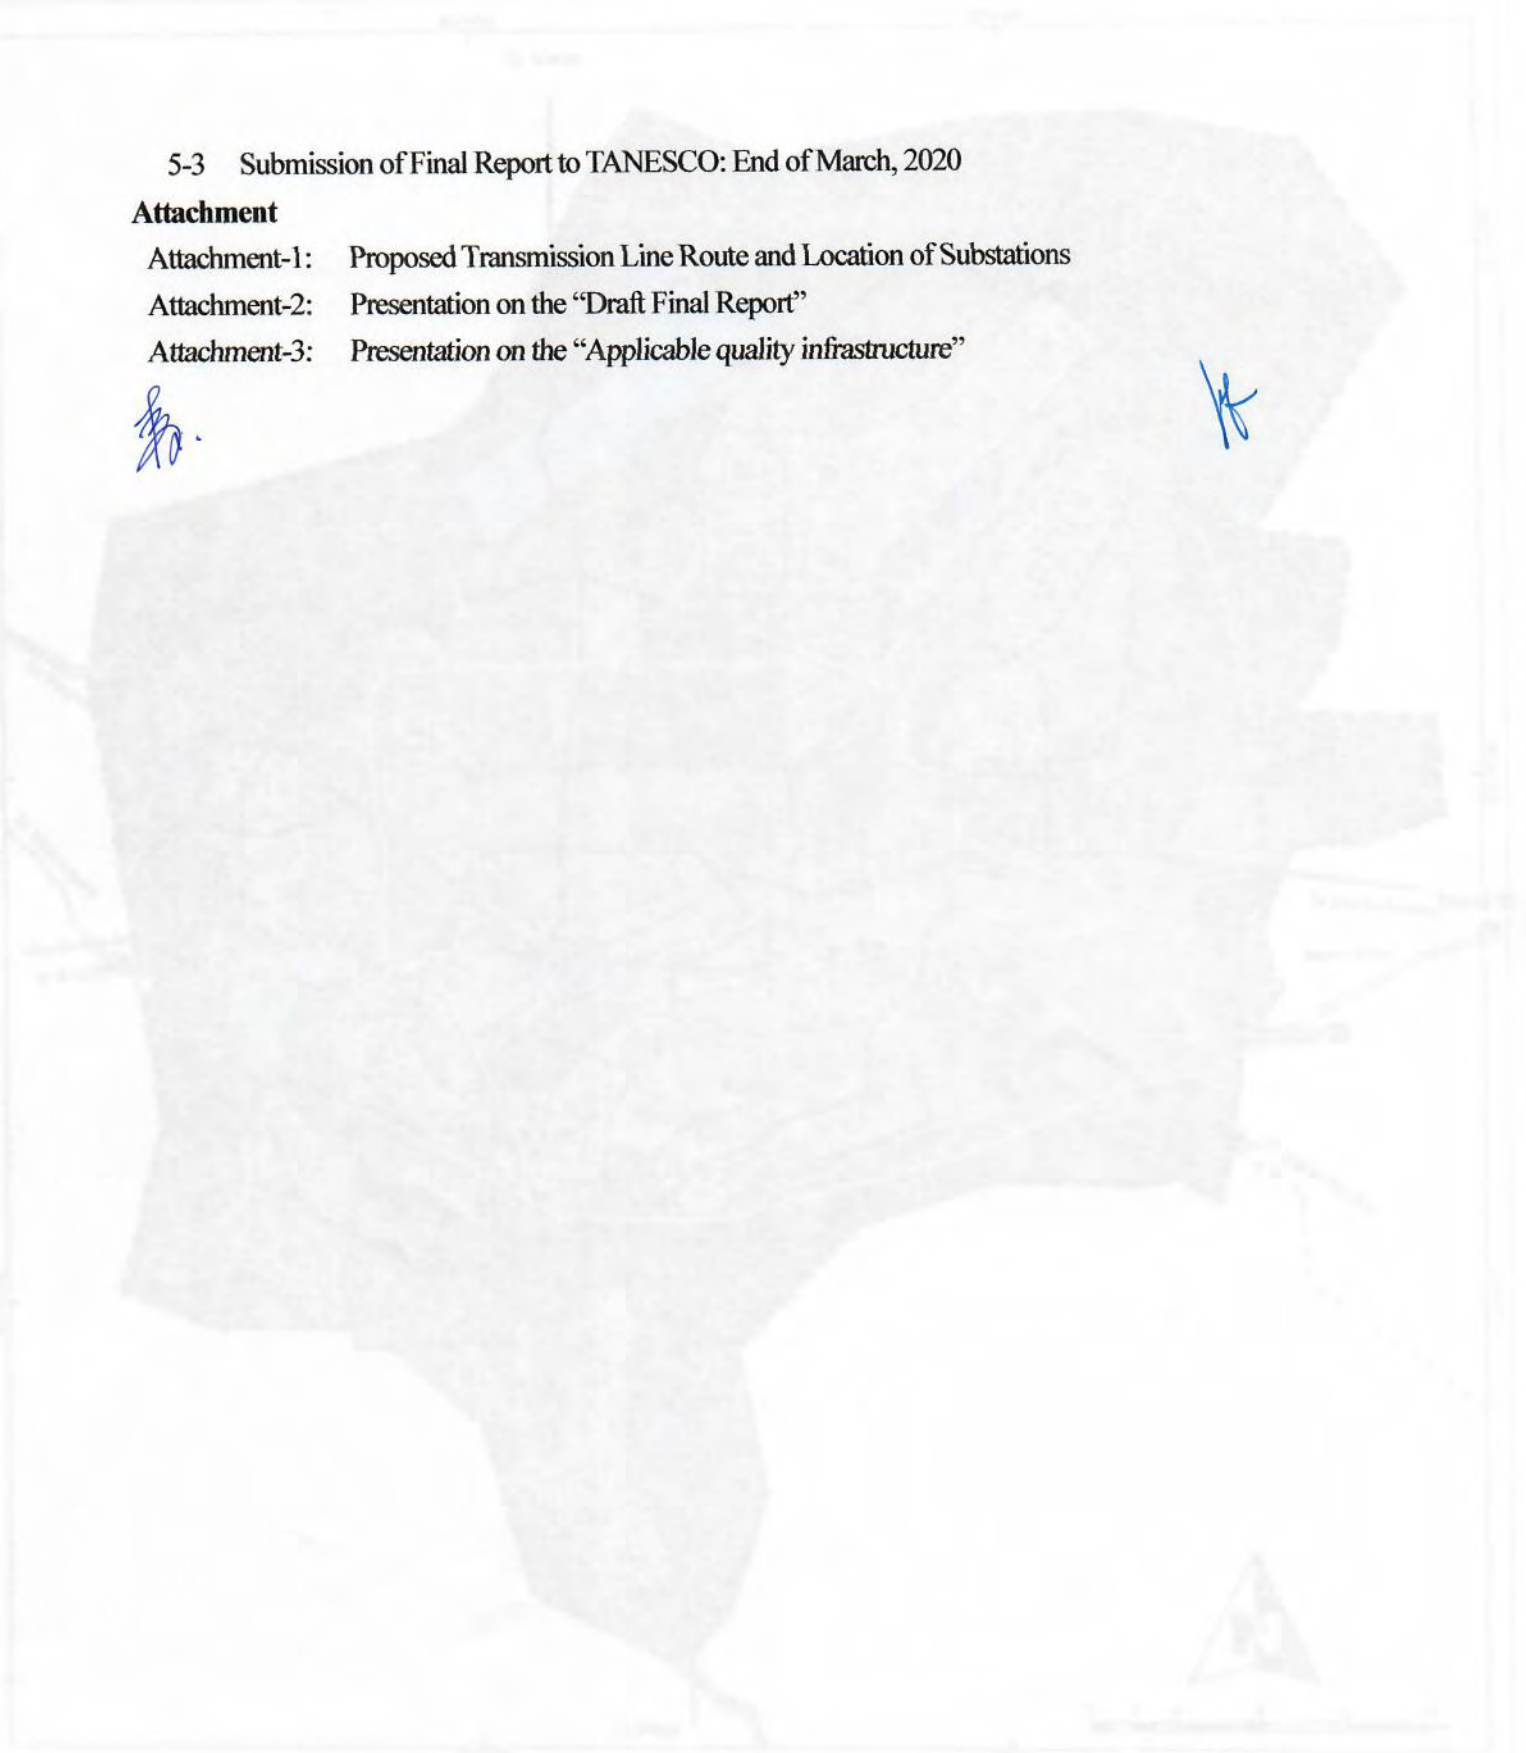 5-3 Submission of Final Report to TANESCO: End of March, 2020
Attachment
Attachment-1: Proposed Transmission Line Route and Location of Substations
Attachment-2: Presentation on the “Draft Final Report”
Attachment-3: Presentation on the “Applicable quality infrastructure”